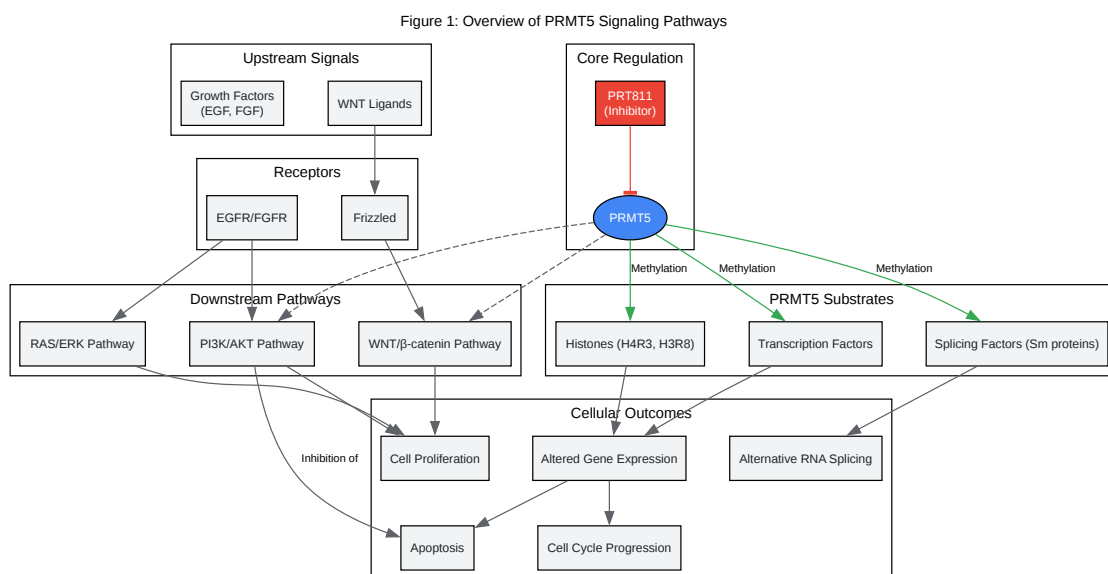 Figure 1: Overview of PRMT5 Signaling Pathways
Upstream Signals
Growth Factors
(EGF, FGF)
WNT Ligands
Core Regulation
PRT811
(Inhibitor)
Receptors
EGFR/FGFR
Frizzled
PRMT5
Methylation
Methylation
Methylation
Downstream Pathways
RAS/ERK Pathway
PI3K/AKT Pathway
WNT/β-catenin Pathway
PRMT5 Substrates
Histones (H4R3, H3R8)
Transcription Factors
Splicing Factors (Sm proteins)
Cellular Outcomes
Cell Proliferation
Altered Gene Expression
Alternative RNA Splicing
Inhibition of
Apoptosis
Cell Cycle Progression